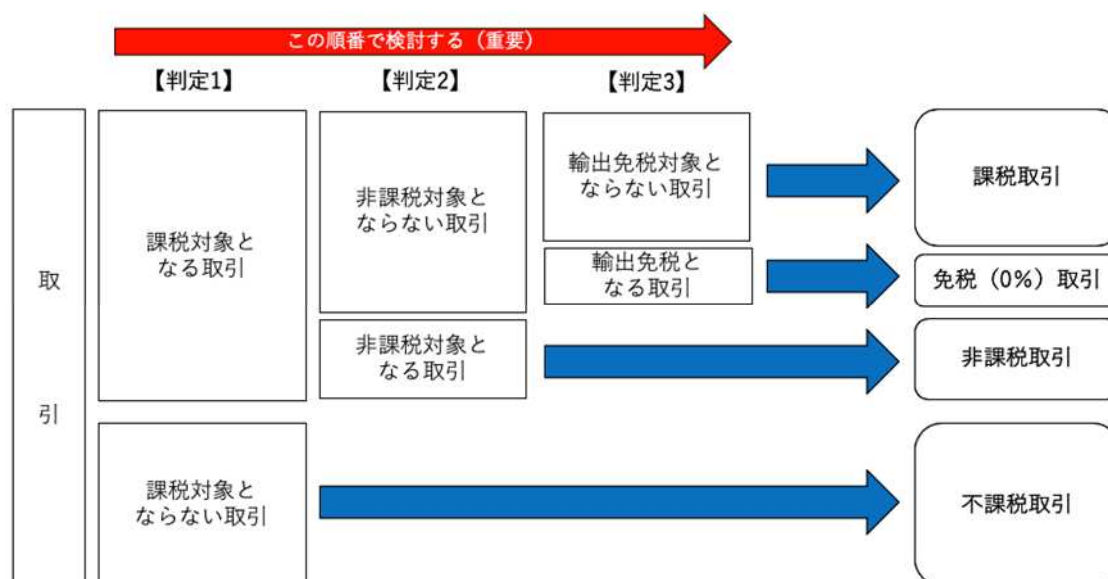 この順番で検討する（重要）
【判定1】
【判定2】
【判定3】
取
引
課税対象と
なる取引
課税対象と
ならない取引
非課税対象と
ならない取引
非課税対象と
なる取引
輸出免税対象と
ならない取引
輸出免税と
なる取引
課税取引
免税（0%）取引
非課税取引
不課税取引